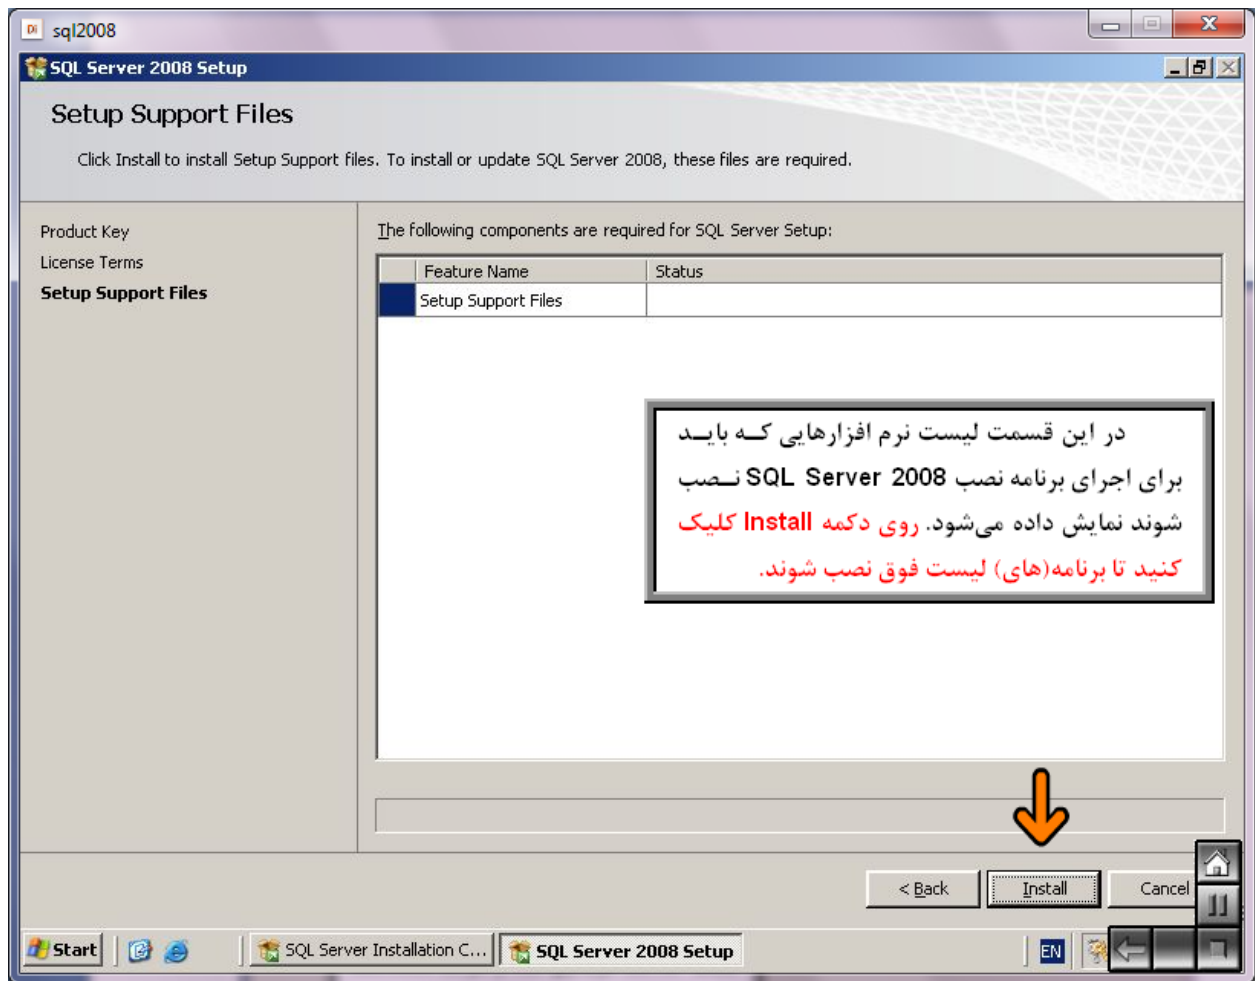 sql2008
SQL Server 2008 Setup
Setup Support Files
Click Install to install Setup Support files. To install or update SQL Server 2008, these files are required.
Product Key
License Terms
Setup Support Files
The following components are required for SQL Server Setup:
Feature Name Status
Setup Support Files
در این قسمت لیست نرم افزارهایی کــه بایــد
برای اجرای برنامه نصب SQL Server 2008 نــصب
شوند نمایش داده می‌شود. روی دکمه Install کلیک
کنید تا برنامه(های) لیست فوق نصب شوند.
< Back Install Cancel
Start SQL Server Installation C... SQL Server 2008 Setup EN